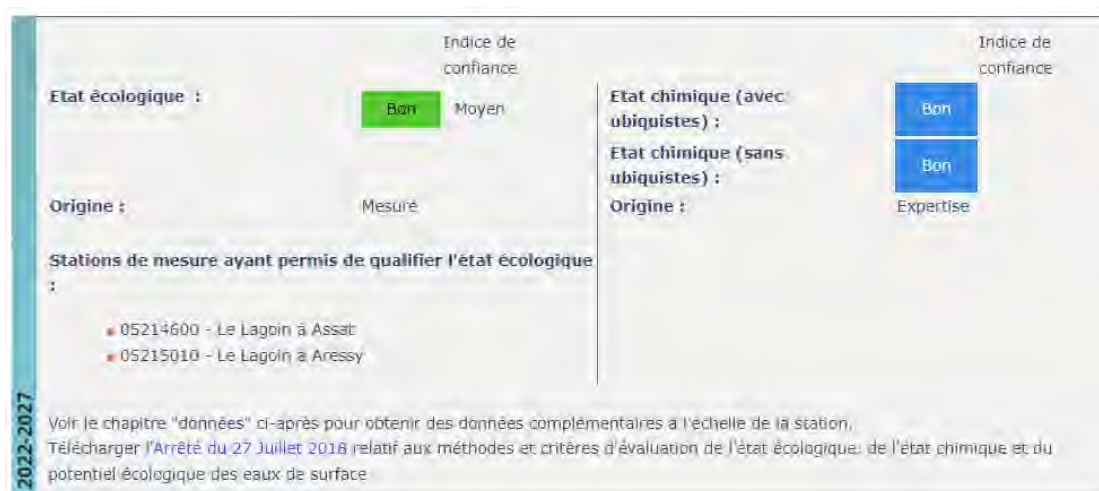 Indice de
confiance
Etat écologique :
Bon
Moyen
Indice de
confiance
Etat chimique (avec
ubiquistes) :
Bon
Etat chimique (sans
ubiquistes) :
Bon
Origine :
Mesuré
Origine :
Expertise
Stations de mesure ayant permis de qualifier l'état écologique
:
05214600 - Le Lagoin à Assat
05215010 - Le Lagoin à Aressy
Voir le chapitre "données" ci-après pour obtenir des données complémentaires à l'échelle de la station.
Télécharger l'Arrêté du 27 Juillet 2018 relatif aux méthodes et critères d'évaluation de l'état écologique, de l'état chimique et du
potentiel écologique des eaux de surface
2022-2027